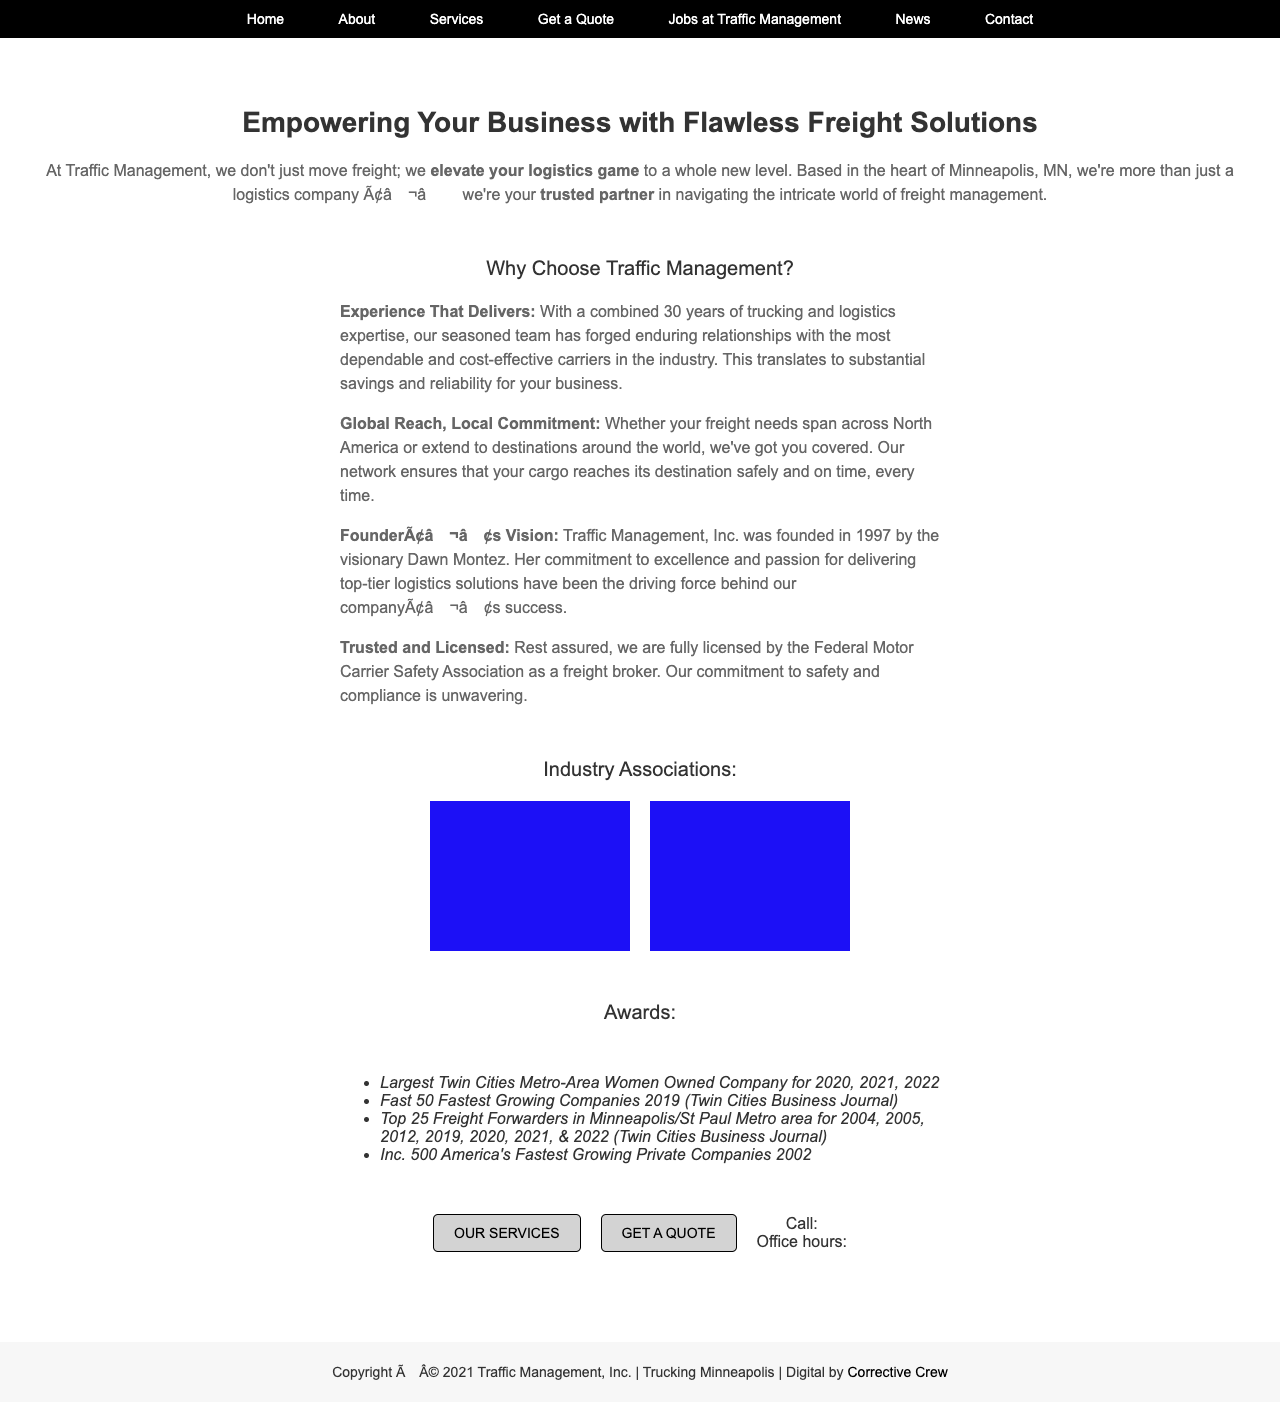 Home About Services Get a Quote Jobs at Traffic Management News Contact
Empowering Your Business with Flawless Freight Solutions
At Traffic Management, we don't just move freight; we elevate your logistics game to a whole new level. Based in the heart of Minneapolis, MN, we're more than just a
logistics company Ã¢â ¬â we're your trusted partner in navigating the intricate world of freight management.
Why Choose Traffic Management?
Experience That Delivers: With a combined 30 years of trucking and logistics
expertise, our seasoned team has forged enduring relationships with the most
dependable and cost-effective carriers in the industry. This translates to substantial
savings and reliability for your business.
Global Reach, Local Commitment: Whether your freight needs span across North
America or extend to destinations around the world, we've got you covered. Our
network ensures that your cargo reaches its destination safely and on time, every
time.
FounderÃ¢â ¬â ¢s Vision: Traffic Management, Inc. was founded in 1997 by the
visionary Dawn Montez. Her commitment to excellence and passion for delivering
top-tier logistics solutions have been the driving force behind our
companyÃ¢â ¬â ¢s success.
Trusted and Licensed: Rest assured, we are fully licensed by the Federal Motor
Carrier Safety Association as a freight broker. Our commitment to safety and
compliance is unwavering.
Industry Associations:
Awards:
• Largest Twin Cities Metro-Area Women Owned Company for 2020, 2021, 2022
• Fast 50 Fastest Growing Companies 2019 (Twin Cities Business Journal)
• Top 25 Freight Forwarders in Minneapolis/St Paul Metro area for 2004, 2005,
2012, 2019, 2020, 2021, & 2022 (Twin Cities Business Journal)
• Inc. 500 America's Fastest Growing Private Companies 2002
OUR SERVICES GET A QUOTE Call:
Office hours:
Copyright Ã Â© 2021 Traffic Management, Inc. | Trucking Minneapolis | Digital by Corrective Crew